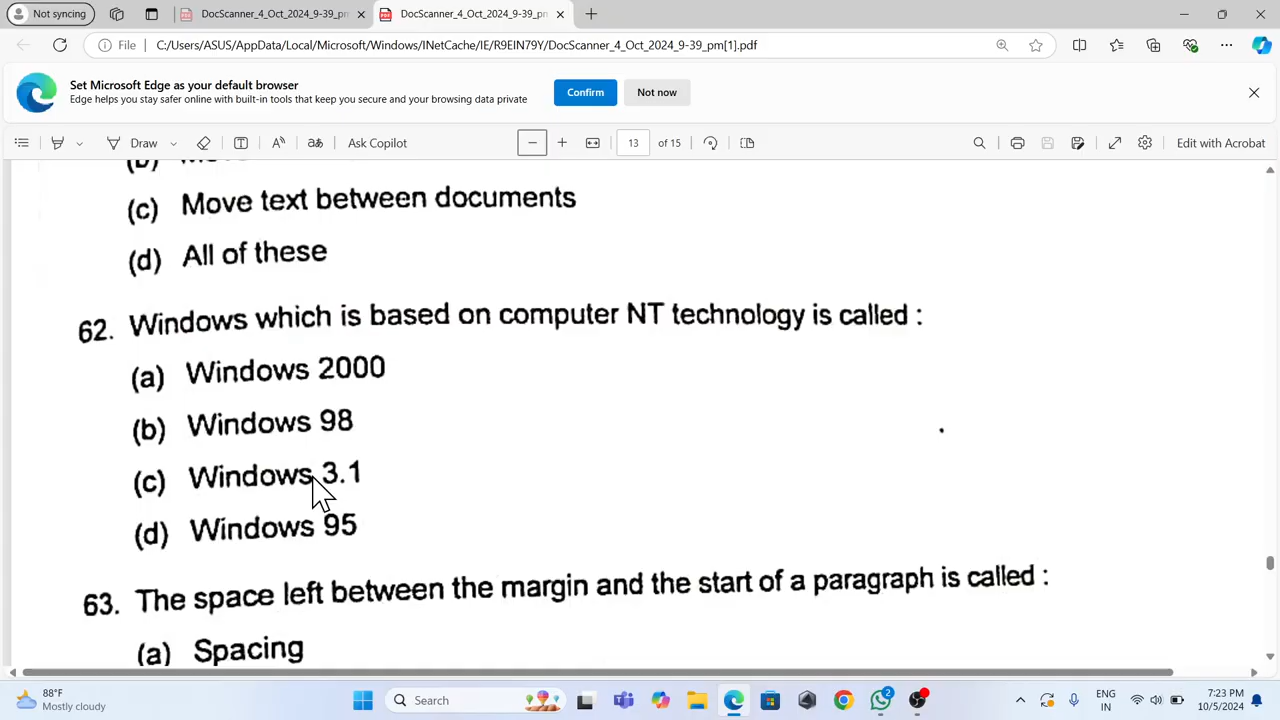 Not syncing
DocScanner_4_Oct_2024_9-39_pm
DocScanner_4_Oct_2024_9-39_pm
File
C:/Users/ASUS/AppData/Local/Microsoft/Windows/INetCache/IE/R9EIN79Y/DocScanner_4_Oct_2024_9-39_pm[1].pdf
Set Microsoft Edge as your default browser
Edge helps you stay safer online with built-in tools that keep you secure and your browsing data private
Confirm
Not now
Draw
Ask Copilot
13 of 15
Edit with Acrobat
(b)
(c) Move text between documents
(d) All of these
62. Windows which is based on computer NT technology is called :
(a) Windows 2000
(b) Windows 98
(c) Windows 3.1
(d) Windows 95
63. The space left between the margin and the start of a paragraph is called :
(a) Spacing
88°F
Mostly cloudy
Search
2
ENG
IN
7:23 PM
10/5/2024